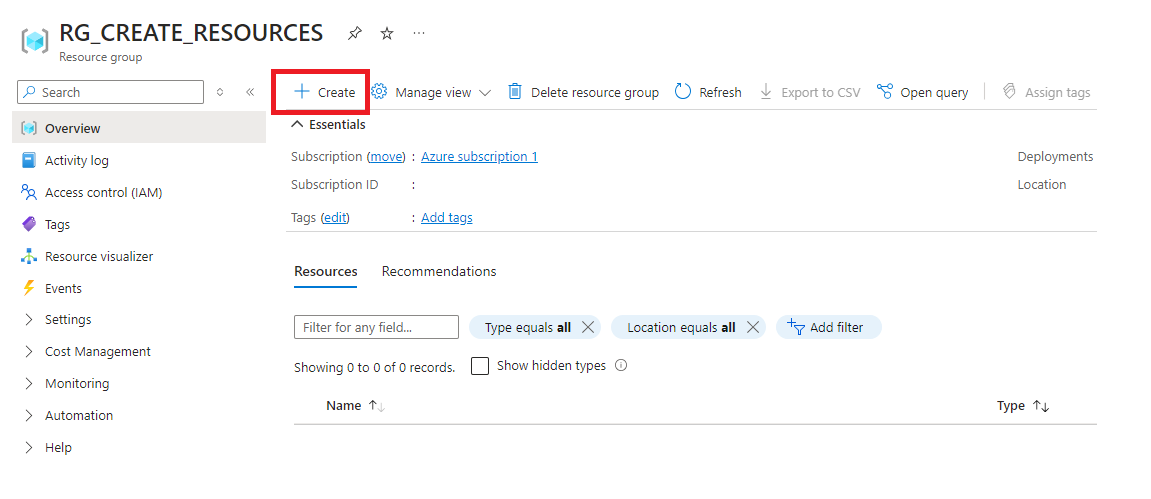 RG_CREATE_RESOURCES ...
Resource group
Search
Create
Manage view
Delete resource group
Refresh
Export to CSV
Open query
Assign tags
Overview
Activity log
Access control (IAM)
Tags
Resource visualizer
Events
Settings
Cost Management
Monitoring
Automation
Help
Essentials
Subscription (move) : Azure subscription 1
Deployments
Subscription ID :
Location
Tags (edit) : Add tags
Resources
Recommendations
Filter for any field...
Type equals all
Location equals all
Add filter
Showing 0 to 0 of 0 records.
Show hidden types
Name
Type